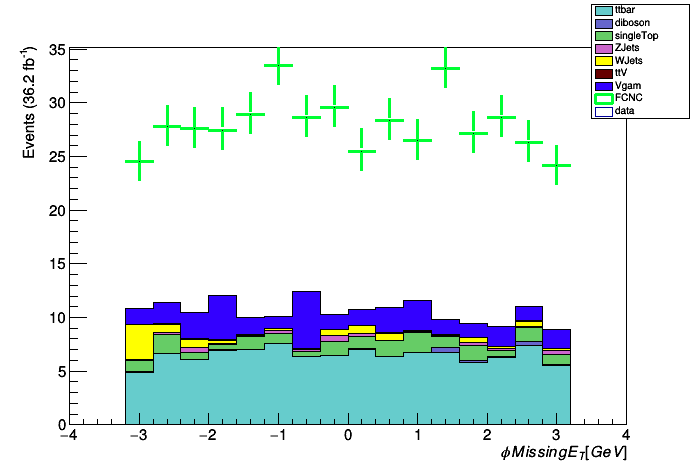 ttbar
diboson
singleTop
ZJets
WJets
ttV
Vgam
FCNC
data
Events (36.2 fb⁻¹)
35
30
25
20
15
10
5
0
−4 −3 −2 −1 0 1 2 3 4
ϕMissingE_T[GeV]